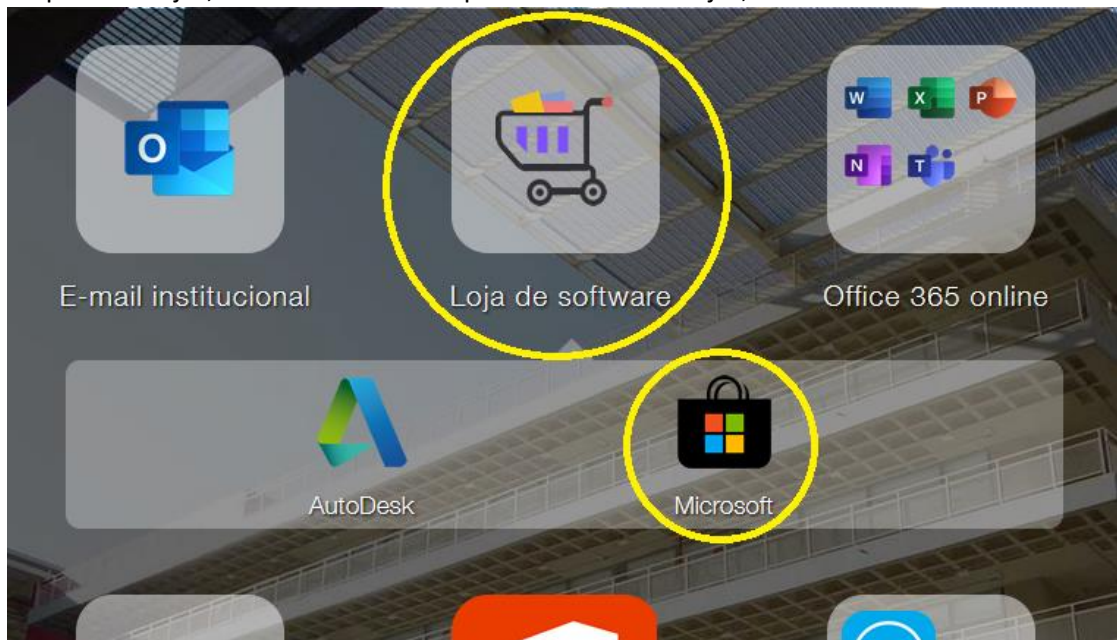 O
W X P
N T
E-mail institucional
Loja de software
Office 365 online
AutoDesk
Microsoft